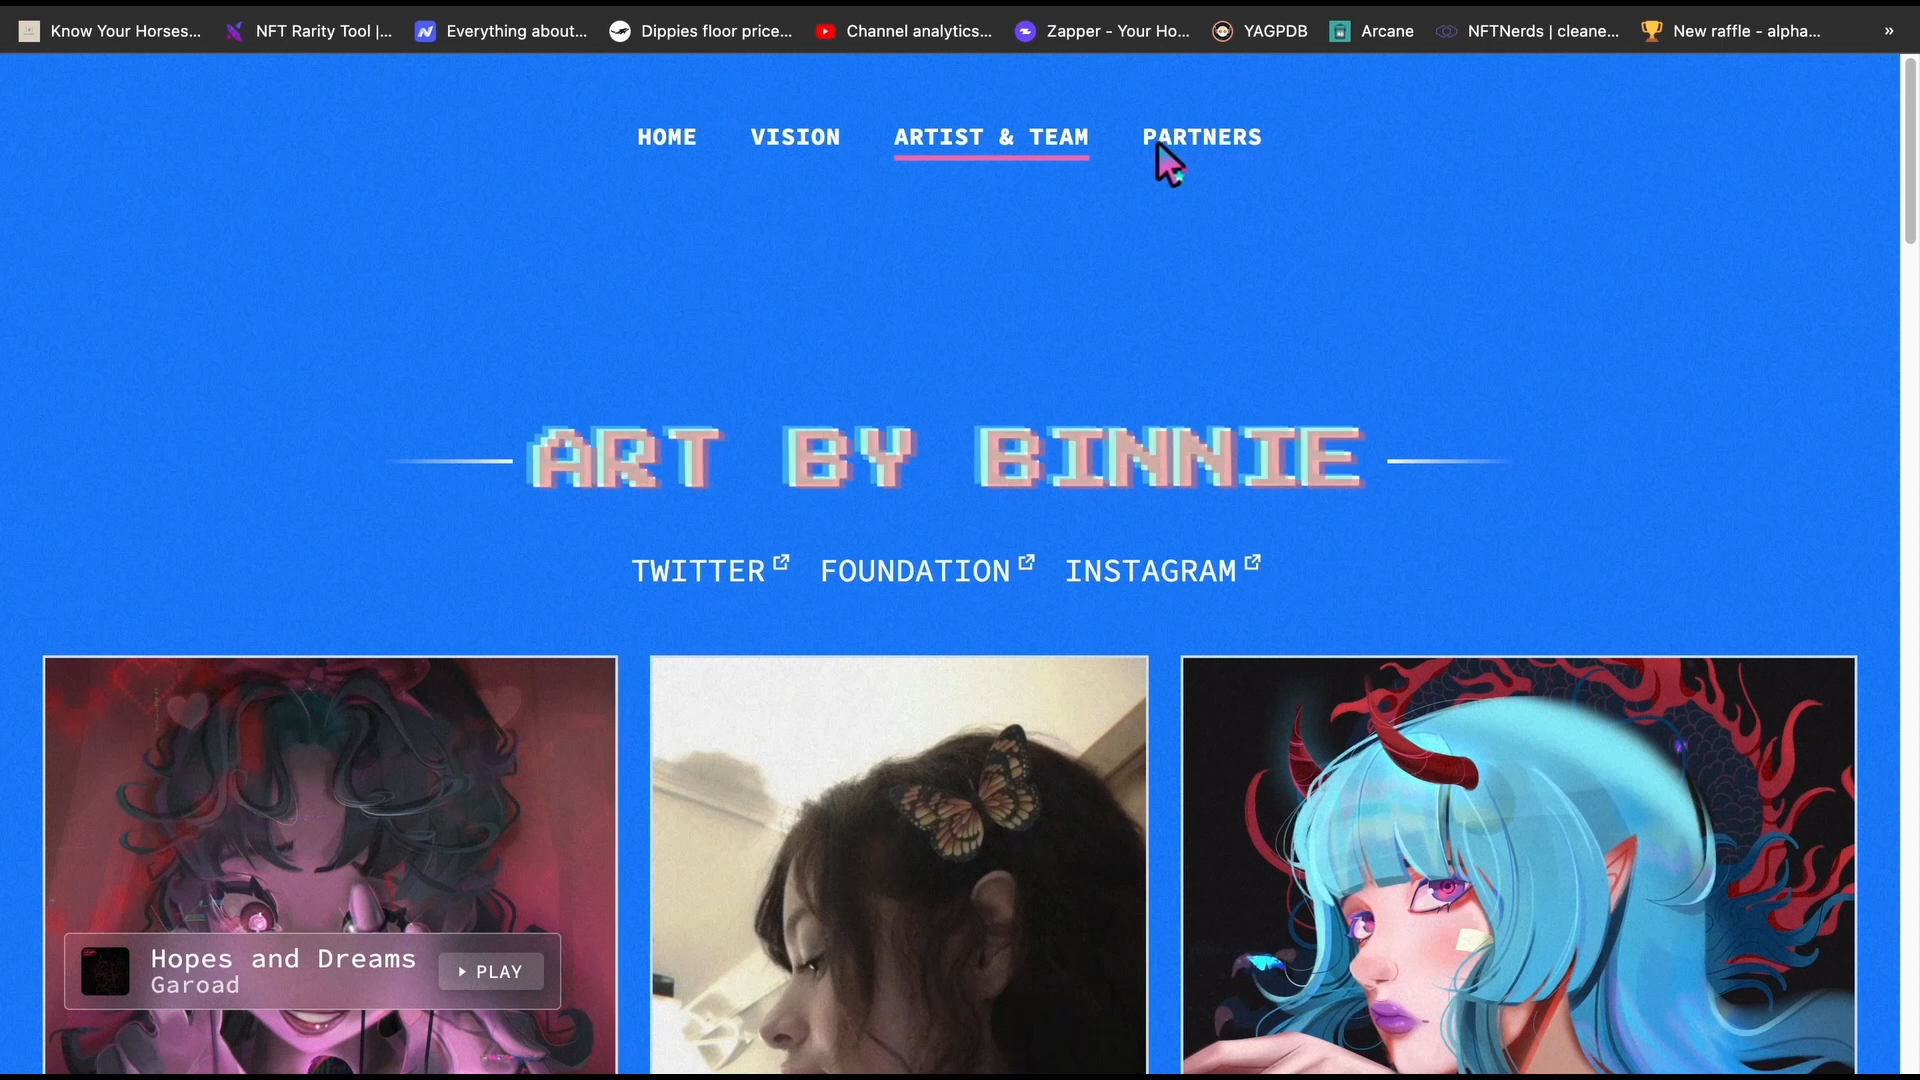 Know Your Horses... NFT Rarity Tool |... Everything about... Dippies floor price... Channel analytics... Zapper - Your Ho... YAGPDB Arcane NFTNerds | cleane... New raffle - alpha... »
HOME VISION ARTIST & TEAM PARTNERS
ART BY BINNIE
TWITTER FOUNDATION INSTAGRAM
Hopes and Dreams
Garoad
PLAY